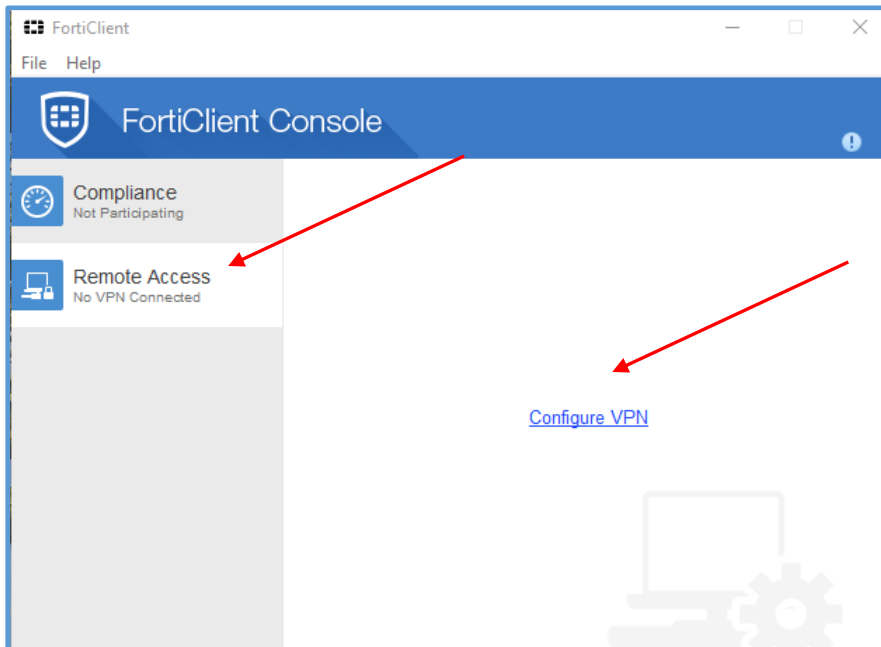 FortiClient
File Help
FortiClient Console
Compliance
Not Participating
Remote Access
No VPN Connected
Configure VPN